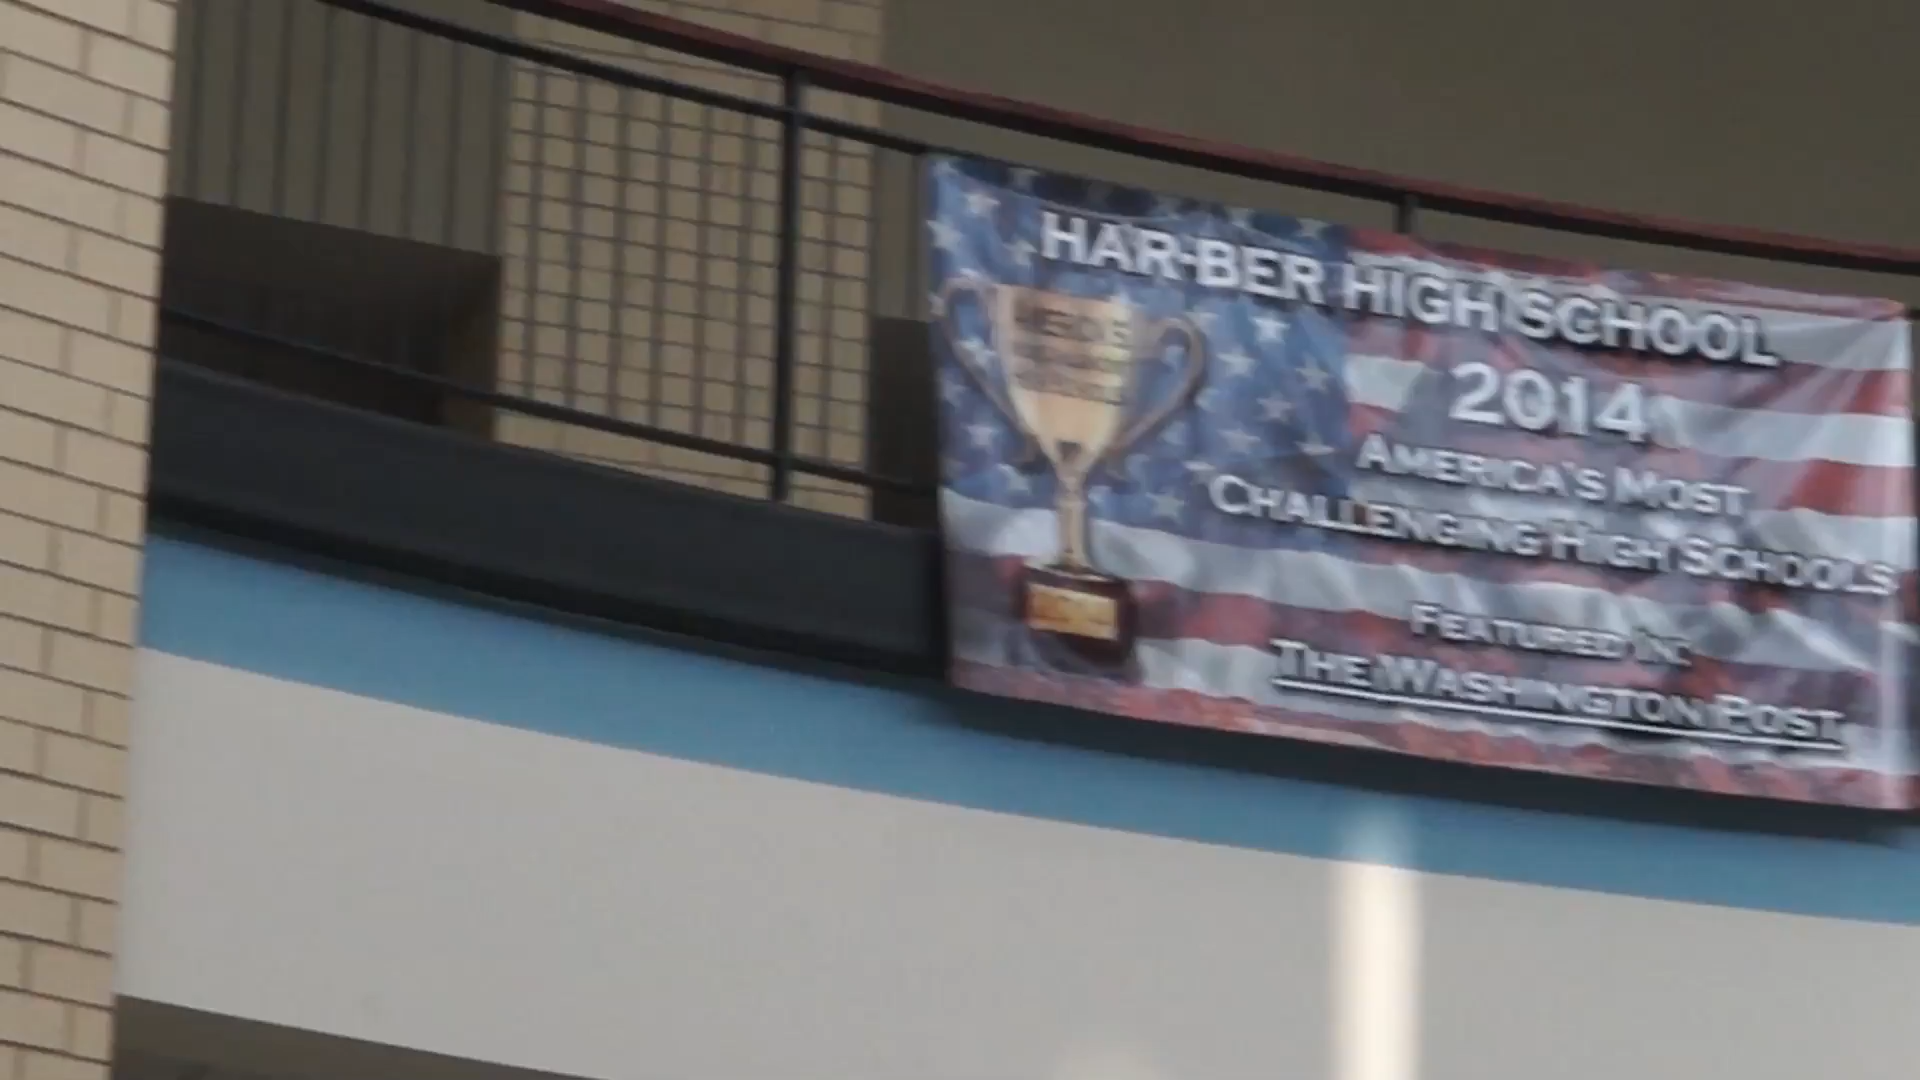 HAR-BER HIGH SCHOOL
2014
AMERICA'S MOST
CHALLENGING HIGH SCHOOLS
FEATURED IN:
THE WASHINGTON POST